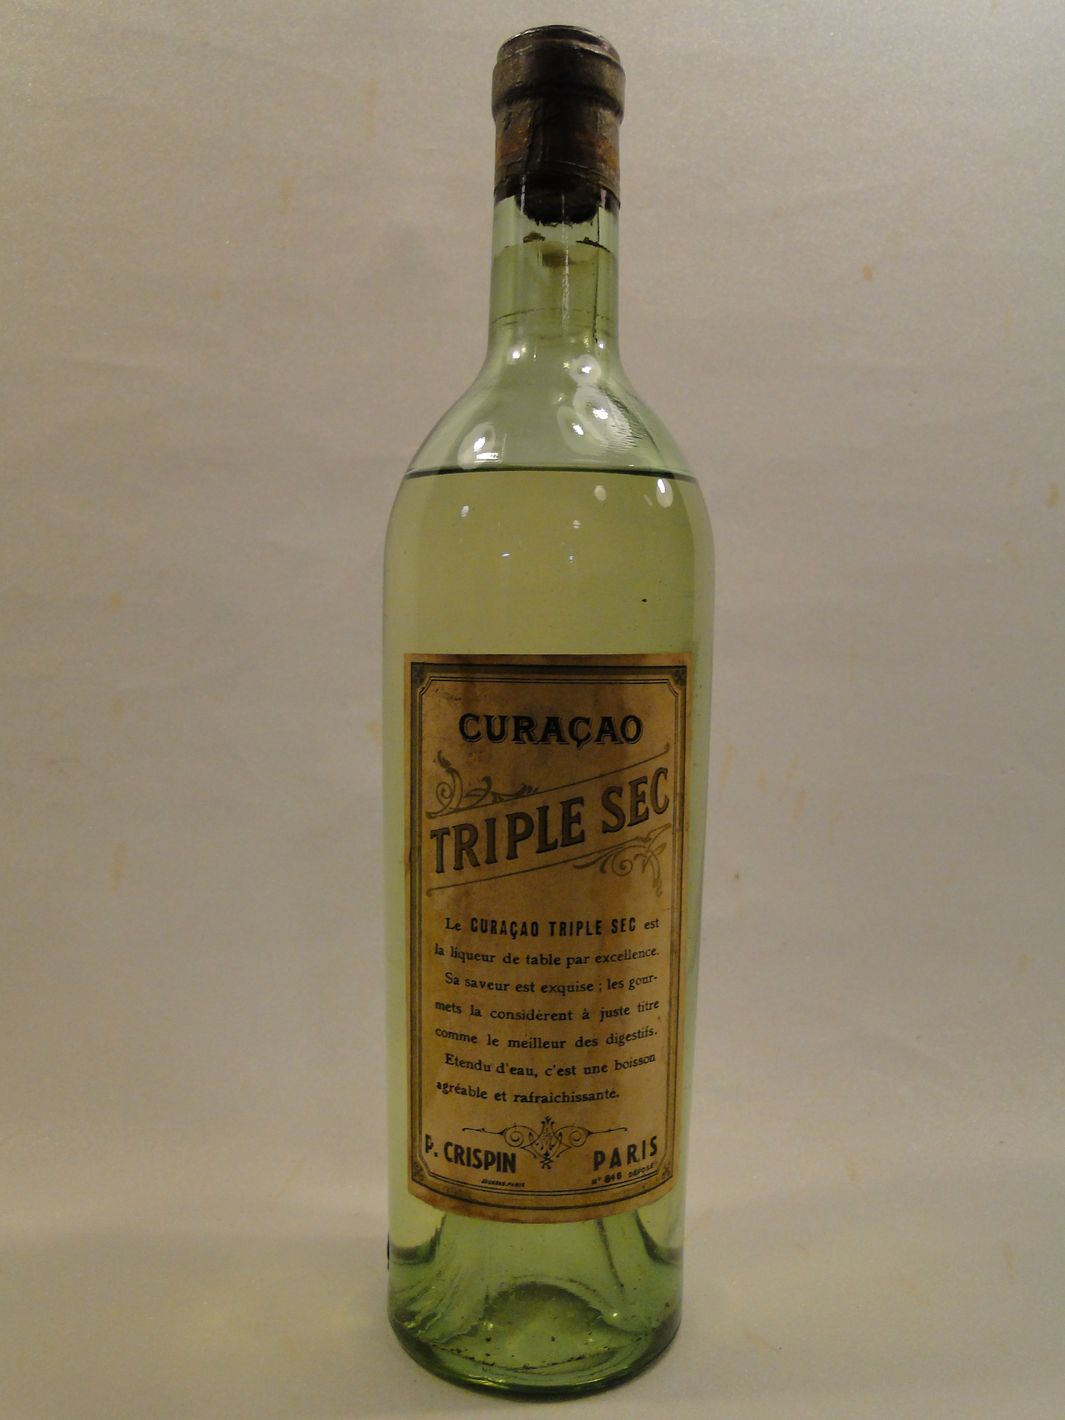 CURAÇAO
TRIPLE SEC
Le CURAÇAO TRIPLE SEC est
la liqueur de table par excellence.
Sa saveur est exquise ; les gour-
mets la considèrent à juste titre
comme le meilleur des digestifs.
Etendu d'eau, c'est une boisson
agréable et rafraichissante.
P. CRISPIN PARIS
N° 846 DÉPOSÉ